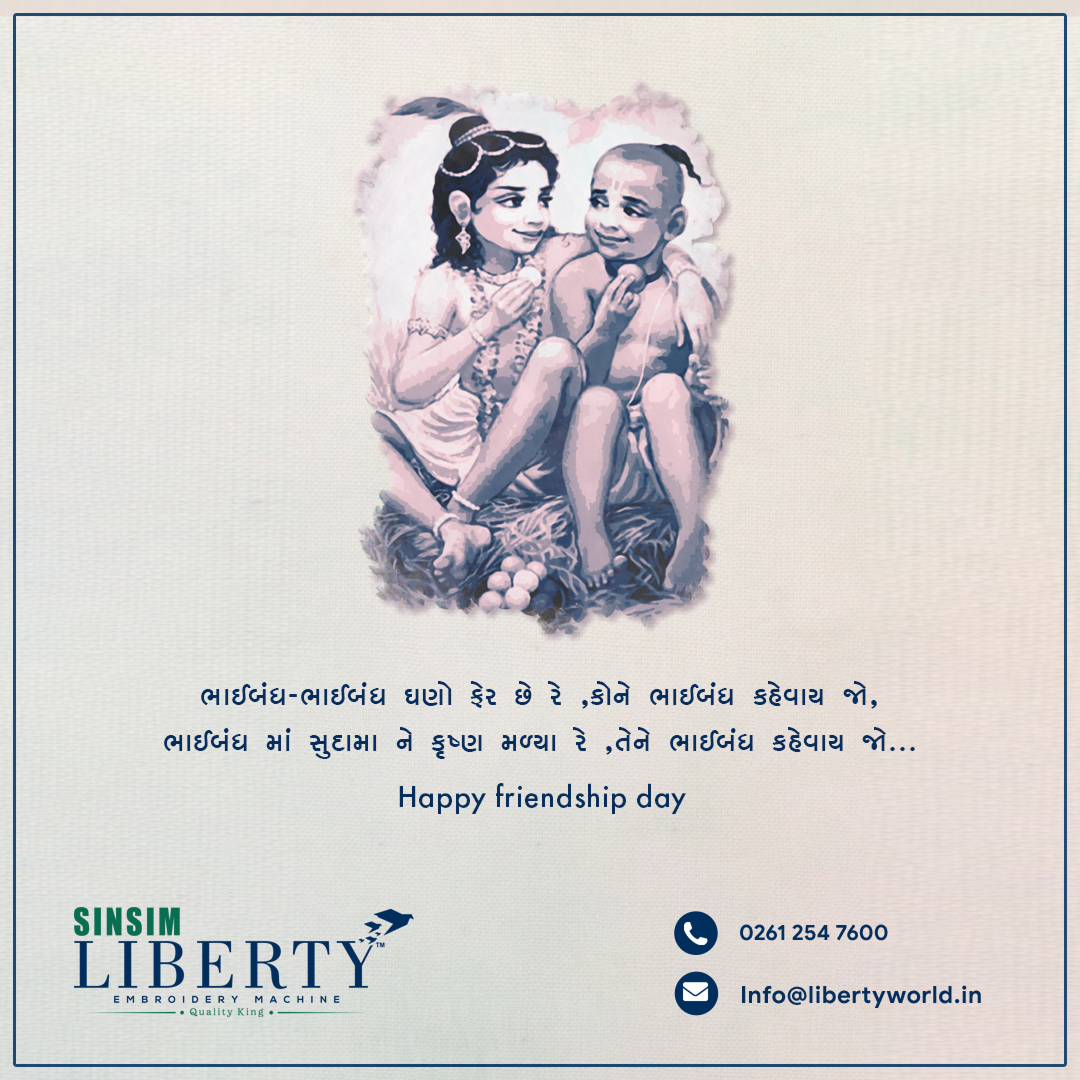 ભાઈબંધ-ભાઈબંધ ઘણો ફેર છે રે ,કોને ભાઈબંધ કહેવાય જો,
ભાઈબંધ માં સુદામા ને કૃષ્ણ મળ્યા રે ,તેને ભાઈબંધ કહેવાય જો...
Happy friendship day
SINSIM
LIBERTY™
EMBROIDERY MACHINE
• Quality King •
0261 254 7600
Info@libertyworld.in